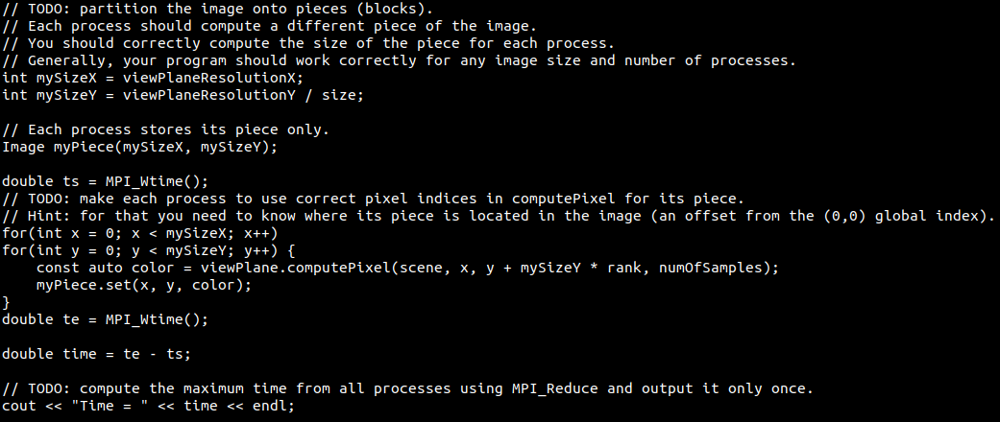 // TODO: partition the image onto pieces (blocks).
// Each process should compute a different piece of the image.
// You should correctly compute the size of the piece for each process.
// Generally, your program should work correctly for any image size and number of processes.
int mySizeX = viewPlaneResolutionX;
int mySizeY = viewPlaneResolutionY / size;

// Each process stores its piece only.
Image myPiece(mySizeX, mySizeY);

double ts = MPI_Wtime();
// TODO: make each process to use correct pixel indices in computePixel for its piece.
// Hint: for that you need to know where its piece is located in the image (an offset from the (0,0) global index).
for(int x = 0; x < mySizeX; x++)
for(int y = 0; y < mySizeY; y++) {
    const auto color = viewPlane.computePixel(scene, x, y + mySizeY * rank, numOfSamples);
    myPiece.set(x, y, color);
}
double te = MPI_Wtime();

double time = te - ts;

// TODO: compute the maximum time from all processes using MPI_Reduce and output it only once.
cout << "Time = " << time << endl;